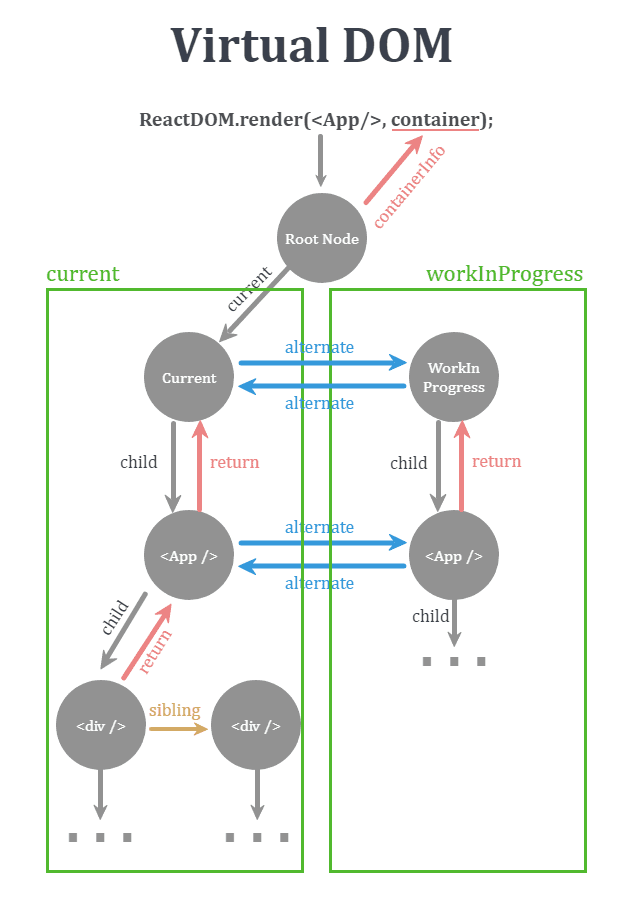 Virtual DOM
ReactDOM.render(<App/>, container);
containerInfo
Root Node
current
workInProgress
current
alternate
Current
WorkIn
Progress
alternate
child
return
child
return
alternate
<App />
<App />
alternate
child
return
child
sibling
<div />
<div />